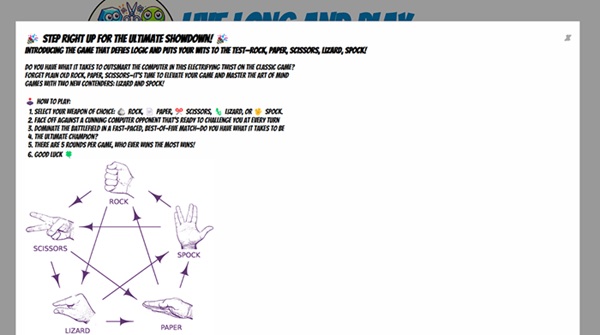 LIVE LONG AND PLAY
STEP RIGHT UP FOR THE ULTIMATE SHOWDOWN!
X
INTRODUCING THE GAME THAT DEFIES LOGIC AND PUTS YOUR WITS TO THE TEST—ROCK, PAPER, SCISSORS, LIZARD, SPOCK!
DO YOU HAVE WHAT IT TAKES TO OUTSMART THE COMPUTER IN THIS ELECTRIFYING TWIST ON THE CLASSIC GAME?
FORGET PLAIN OLD ROCK, PAPER, SCISSORS—IT'S TIME TO ELEVATE YOUR GAME AND MASTER THE ART OF MIND
GAMES WITH TWO NEW CONTENDERS: LIZARD AND SPOCK!
HOW TO PLAY:
1. SELECT YOUR WEAPON OF CHOICE: ROCK, PAPER, SCISSORS, LIZARD, OR SPOCK.
2. FACE OFF AGAINST A CUNNING COMPUTER OPPONENT THAT'S READY TO CHALLENGE YOU AT EVERY TURN
3. DOMINATE THE BATTLEFIELD IN A FAST-PACED, BEST-OF-FIVE MATCH—DO YOU HAVE WHAT IT TAKES TO BE
4. THE ULTIMATE CHAMPION?
5. THERE ARE 5 ROUNDS PER GAME, WHO EVER WINS THE MOST WINS!
6. GOOD LUCK
ROCK
SCISSORS
SPOCK
LIZARD
PAPER